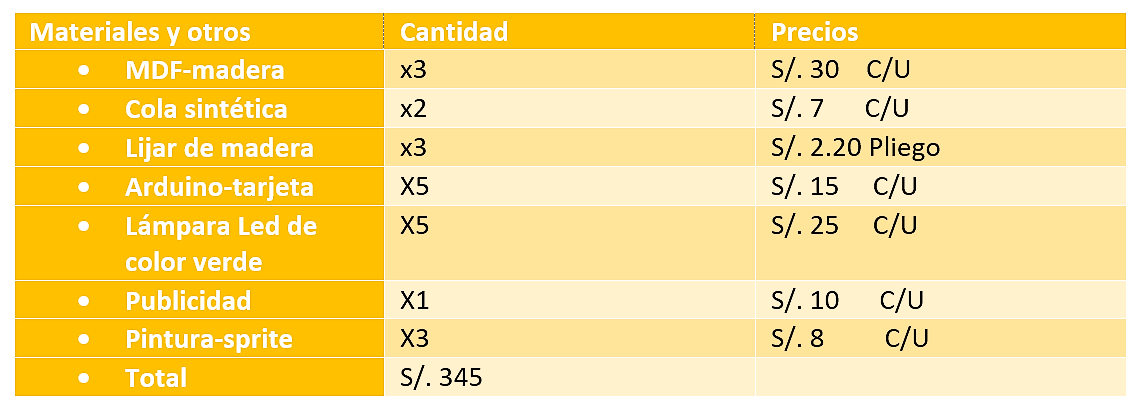 Materiales y otros Cantidad Precios
• MDF-madera x3 S/. 30 C/U
• Cola sintética x2 S/. 7 C/U
• Lijar de madera x3 S/. 2.20 Pliego
• Arduino-tarjeta X5 S/. 15 C/U
• Lámpara Led de X5 S/. 25 C/U
color verde
• Publicidad X1 S/. 10 C/U
• Pintura-sprite X3 S/. 8 C/U
• Total S/. 345